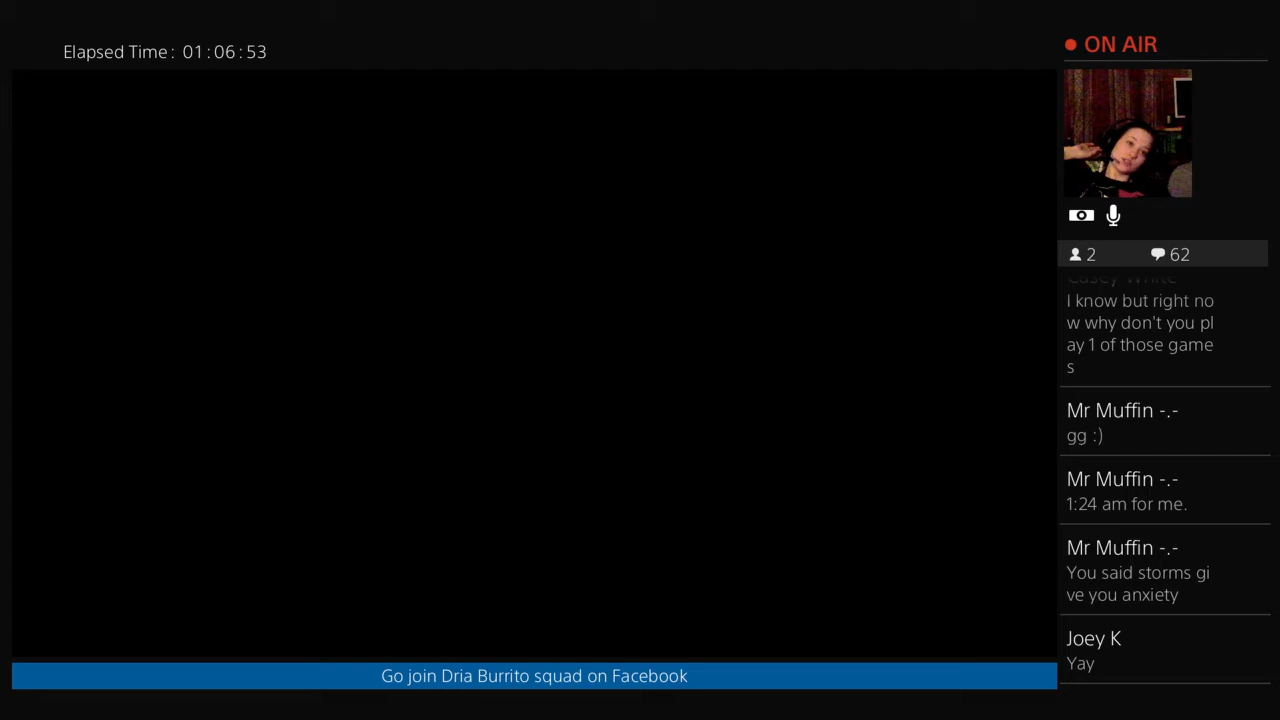 Elapsed Time: 01:06:53
ON AIR
2
62
Casey White
I know but right no
w why don't you pl
ay 1 of those game
s
Mr Muffin -.-
gg :)
Mr Muffin -.-
1:24 am for me.
Mr Muffin -.-
You said storms gi
ve you anxiety
Joey K
Yay
Go join Dria Burrito squad on Facebook